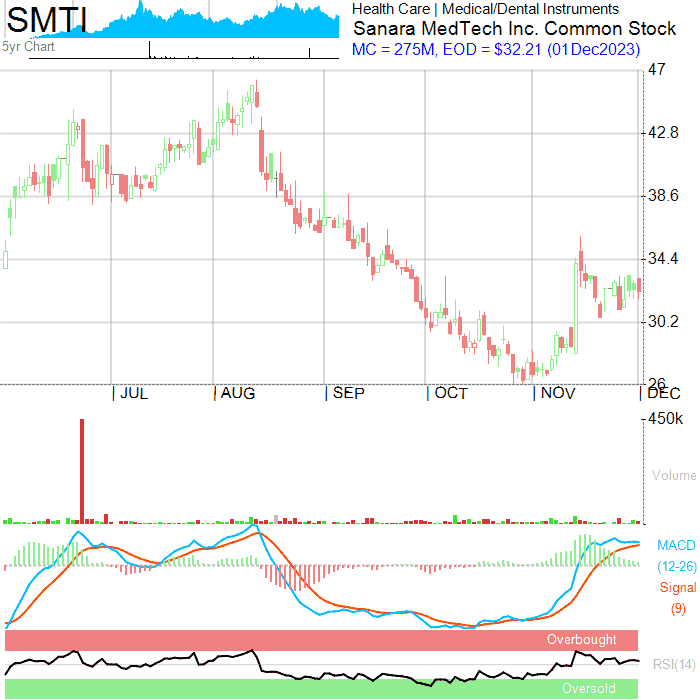 SMTI
Health Care | Medical/Dental Instruments
Sanara MedTech Inc. Common Stock
5yr Chart
MC = 275M, EOD = $32.21 (01Dec2023)
47
42.8
38.6
34.4
30.2
26
JUL
AUG
SEP
OCT
NOV
DEC
450k
Volume
MACD
(12-26)
Signal
(9)
Overbought
RSI(14)
Oversold